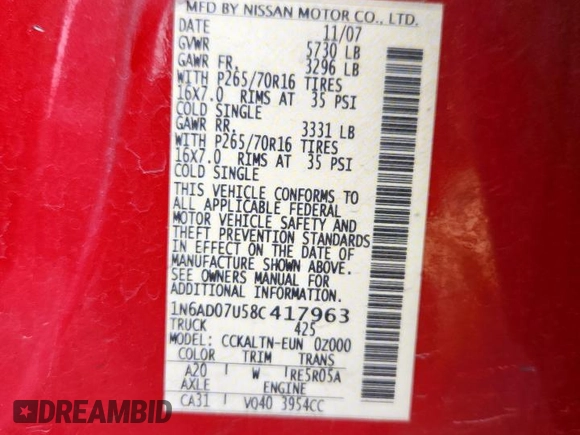 MFD BY NISSAN MOTOR CO., LTD.
DATE 11/07
GVWR 5730 LB
GAWR FR. 3296 LB
WITH P265/70R16 TIRES
16X7.0 RIMS AT 35 PSI
COLD SINGLE
GAWR RR. 3331 LB
WITH P265/70R16 TIRES
16X7.0 RIMS AT 35 PSI
COLD SINGLE
THIS VEHICLE CONFORMS TO
ALL APPLICABLE FEDERAL
MOTOR VEHICLE SAFETY AND
THEFT PREVENTION STANDARDS
IN EFFECT ON THE DATE OF
MANUFACTURE SHOWN ABOVE.
SEE OWNERS MANUAL FOR
ADDITIONAL INFORMATION.
1N6AD07U58C417963
TRUCK 425
MODEL: CCKALTN-EUN 0Z000
COLOR TRIM TRANS
A20 W RE5R05A
AXLE ENGINE
CA31 VQ40 3954CC
DREAMBID